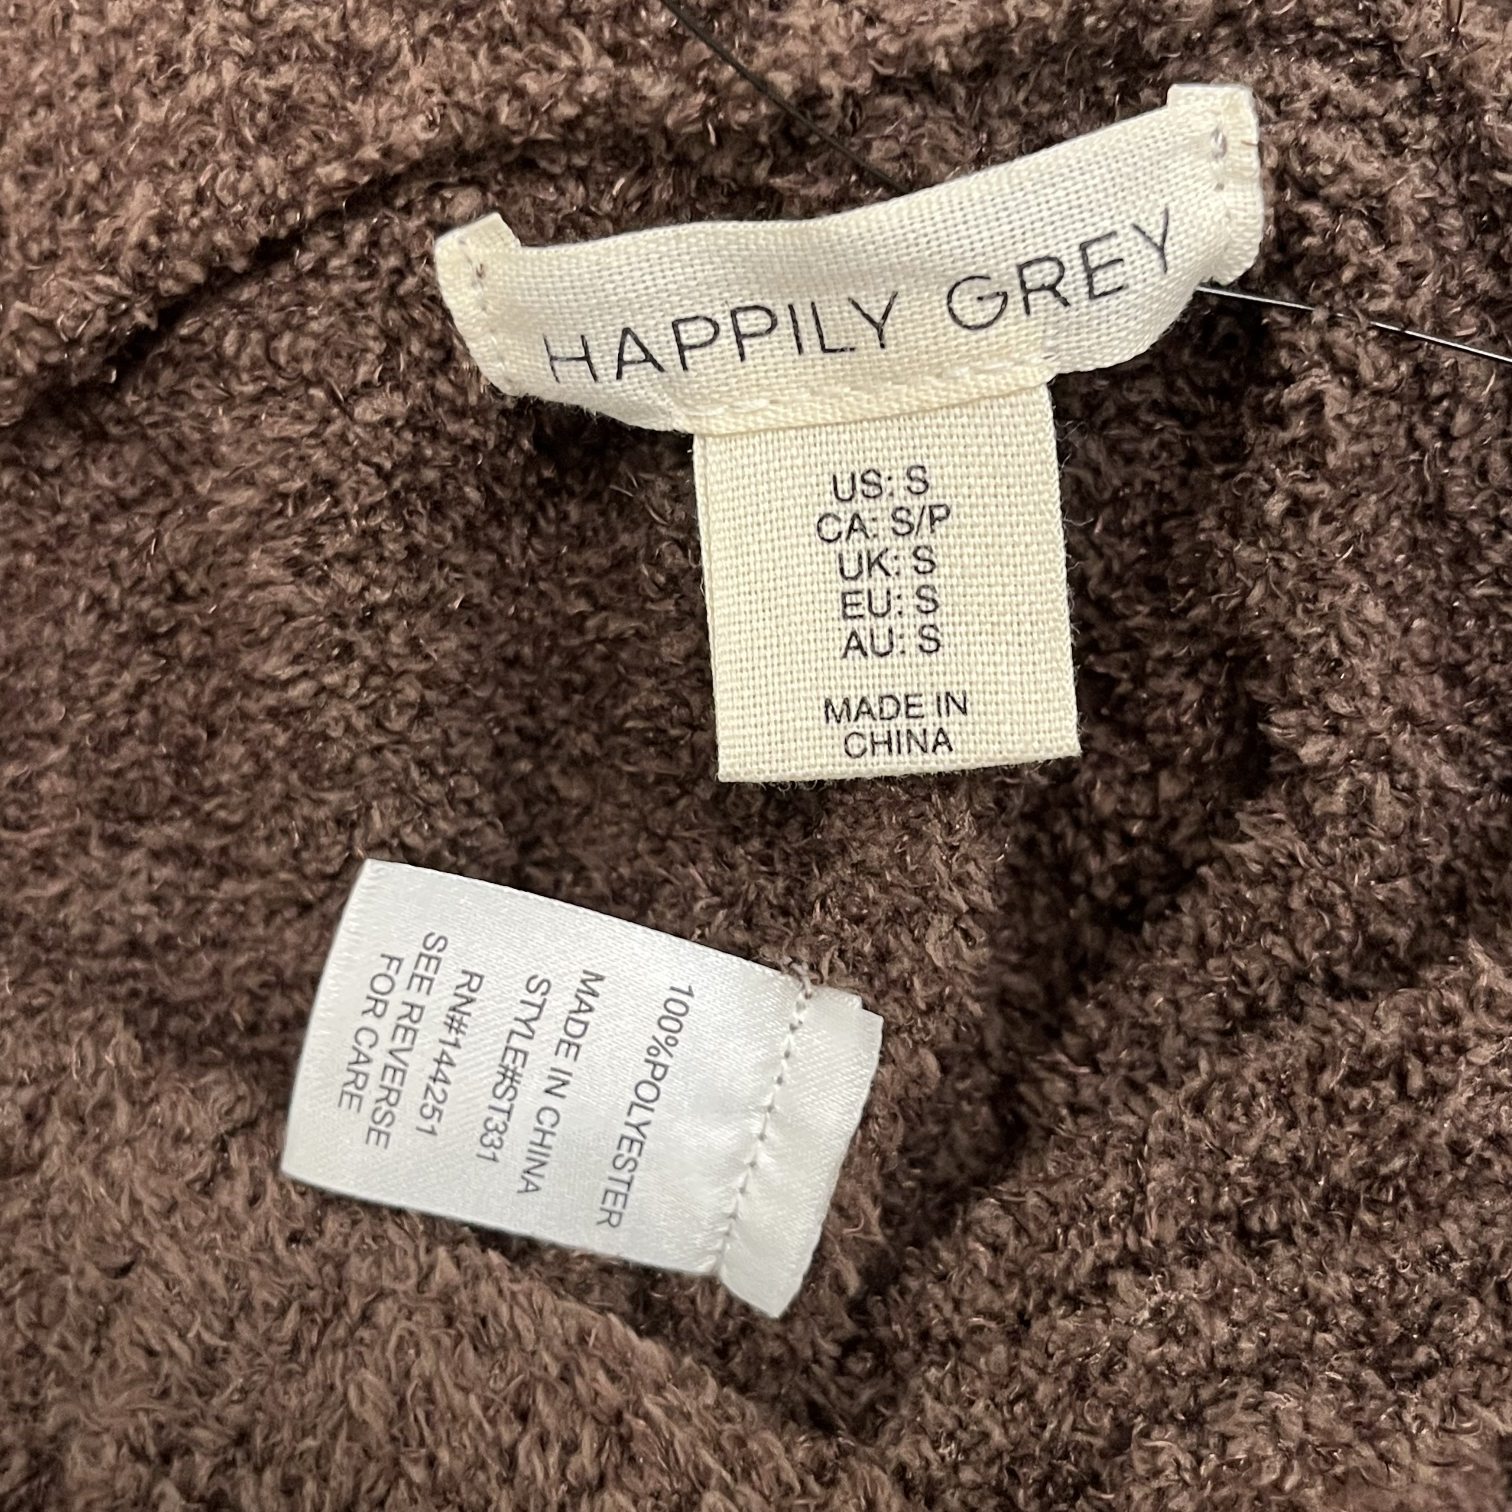 HAPPILY GREY
US: S
CA: S/P
UK: S
EU: S
AU: S
MADE IN
CHINA
100%POLYESTER
MADE IN CHINA
STYLE#ST331
RN#144251
SEE REVERSE
FOR CARE